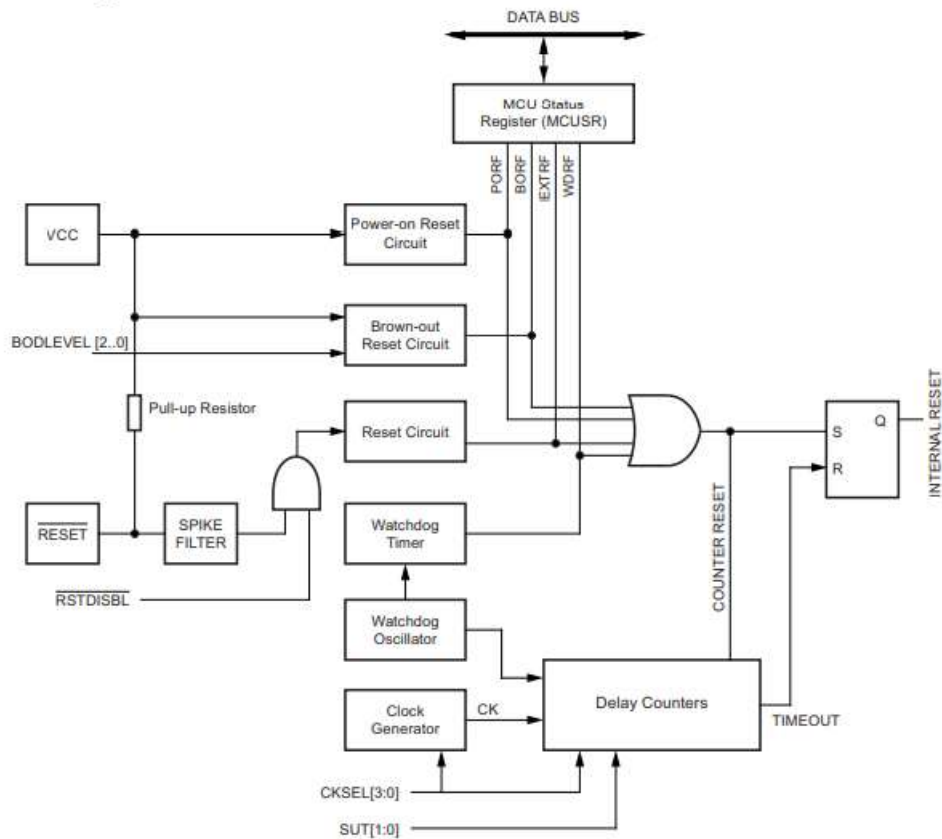 DATA BUS
MCU Status
Register (MCUSR)
PORF
BORF
EXTRF
WDRF
VCC
Power-on Reset
Circuit
BODLEVEL [2..0]
Brown-out
Reset Circuit
Pull-up Resistor
Reset Circuit
S
Q
R
INTERNAL RESET
RESET
SPIKE
FILTER
Watchdog
Timer
COUNTER RESET
RSTDISBL
Watchdog
Oscillator
Clock
Generator
CK
Delay Counters
TIMEOUT
CKSEL[3:0]
SUT[1:0]